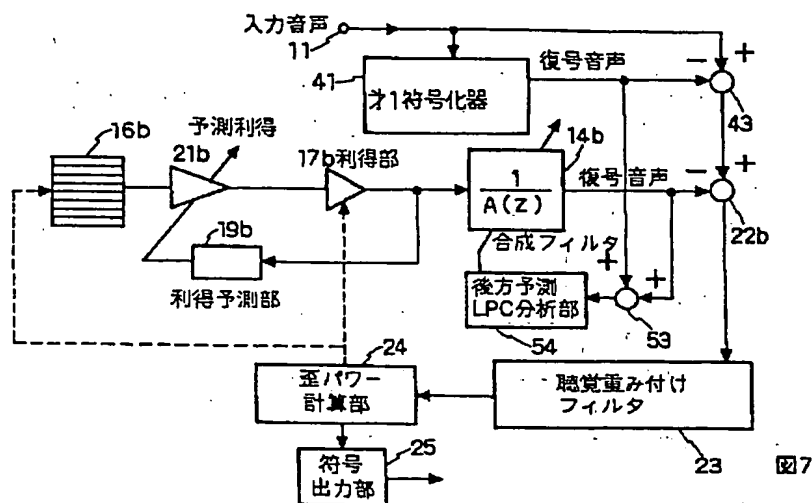 入力音声
11
復号音声
+
−
41
才1符号化器
43
16b
予測利得
21b
17b利得部
14b
1
A(Z)
復号音声
−
+
22b
19b
利得予測部
合成フィルタ
+
+
後方予測
LPC分析部
53
54
24
歪パワー
計算部
聴覚重み付け
フィルタ
23
25
符号
出力部
図7